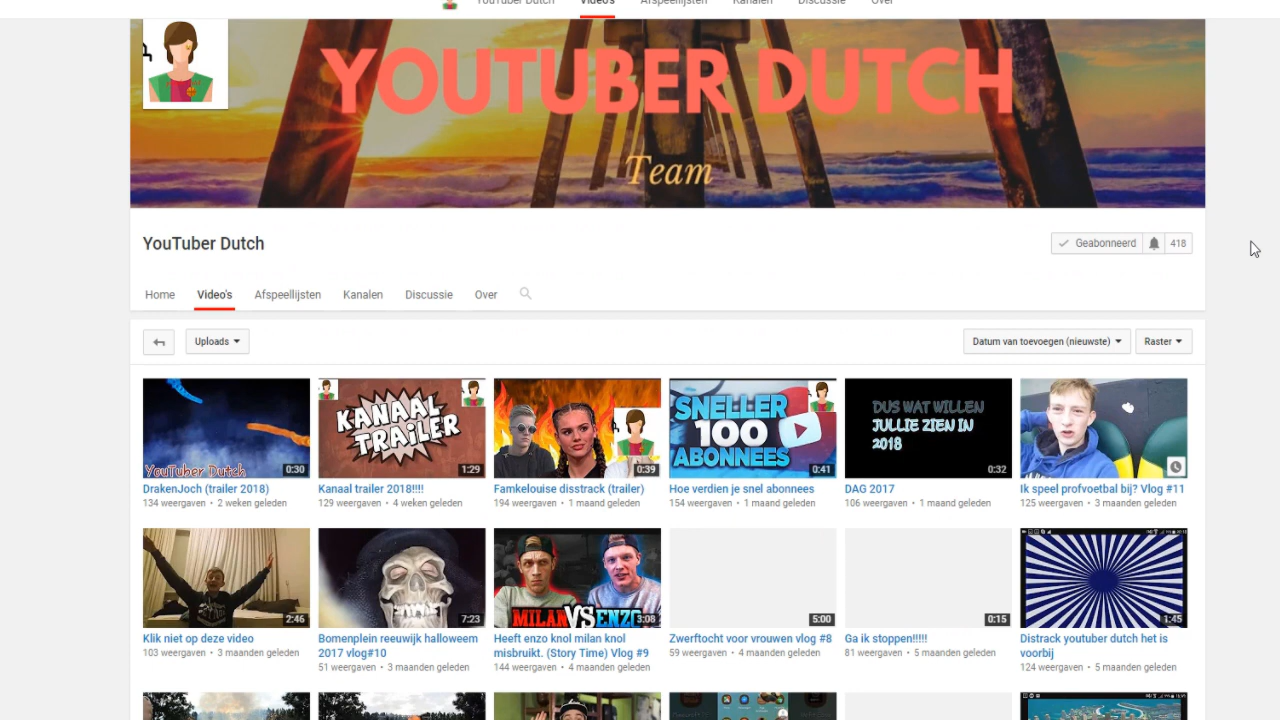 YouTuber Dutch Video's Afspeellijsten Kanalen Discussie Over
YOUTUBER DUTCH
Team
YouTuber Dutch
Geabonneerd 418
Home Video's Afspeellijsten Kanalen Discussie Over
Uploads Datum van toevoegen (nieuwste) Raster
YouTuber Dutch 0:30
KANAAL TRAILER 1:29
0:39
SNELLER 100 ABONNEES 0:41
DUS WAT WILLEN
JULLIE ZIEN IN
2018
0:32
DrakenJoch (trailer 2018)
134 weergaven • 2 weken geleden
Kanaal trailer 2018!!!!
129 weergaven • 4 weken geleden
Famkelouise disstrack (trailer)
194 weergaven • 1 maand geleden
Hoe verdien je snel abonnees
154 weergaven • 1 maand geleden
DAG 2017
106 weergaven • 1 maand geleden
Ik speel profvoetbal bij? Vlog #11
125 weergaven • 3 maanden geleden
2:46
7:23
MILAN VS ENZO 3:08
5:00
0:15
1:45
Klik niet op deze video
103 weergaven • 3 maanden geleden
Bomenplein reeuwijk halloweem
2017 vlog#10
51 weergaven • 3 maanden geleden
Heeft enzo knol milan knol
misbruikt. (Story Time) Vlog #9
144 weergaven • 4 maanden geleden
Zwerftocht voor vrouwen vlog #8
59 weergaven • 4 maanden geleden
Ga ik stoppen!!!!!
81 weergaven • 5 maanden geleden
Distrack youtuber dutch het is
voorbij
124 weergaven • 5 maanden geleden